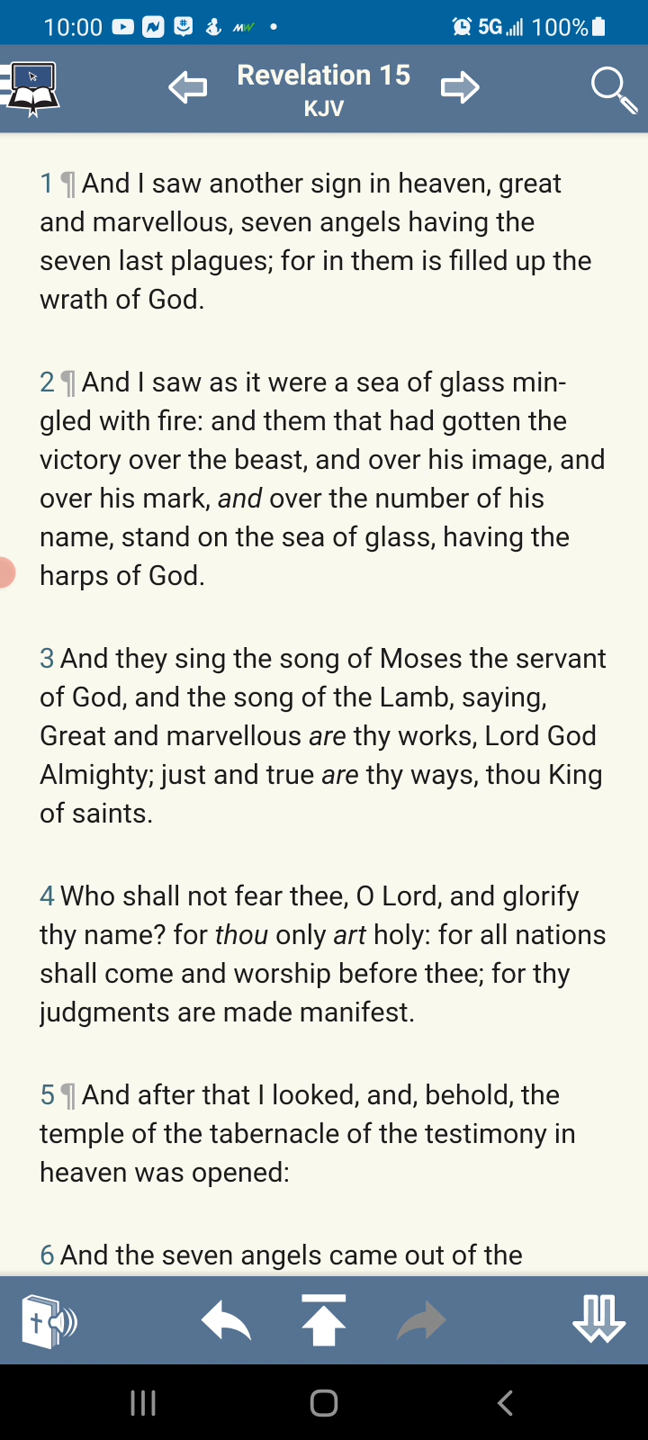 10:00
5G 100%
Revelation 15
KJV
1 ¶ And I saw another sign in heaven, great
and marvellous, seven angels having the
seven last plagues; for in them is filled up the
wrath of God.
2 ¶ And I saw as it were a sea of glass min-
gled with fire: and them that had gotten the
victory over the beast, and over his image, and
over his mark, and over the number of his
name, stand on the sea of glass, having the
harps of God.
3 And they sing the song of Moses the servant
of God, and the song of the Lamb, saying,
Great and marvellous are thy works, Lord God
Almighty; just and true are thy ways, thou King
of saints.
4 Who shall not fear thee, O Lord, and glorify
thy name? for thou only art holy: for all nations
shall come and worship before thee; for thy
judgments are made manifest.
5 ¶ And after that I looked, and, behold, the
temple of the tabernacle of the testimony in
heaven was opened:
6 And the seven angels came out of the